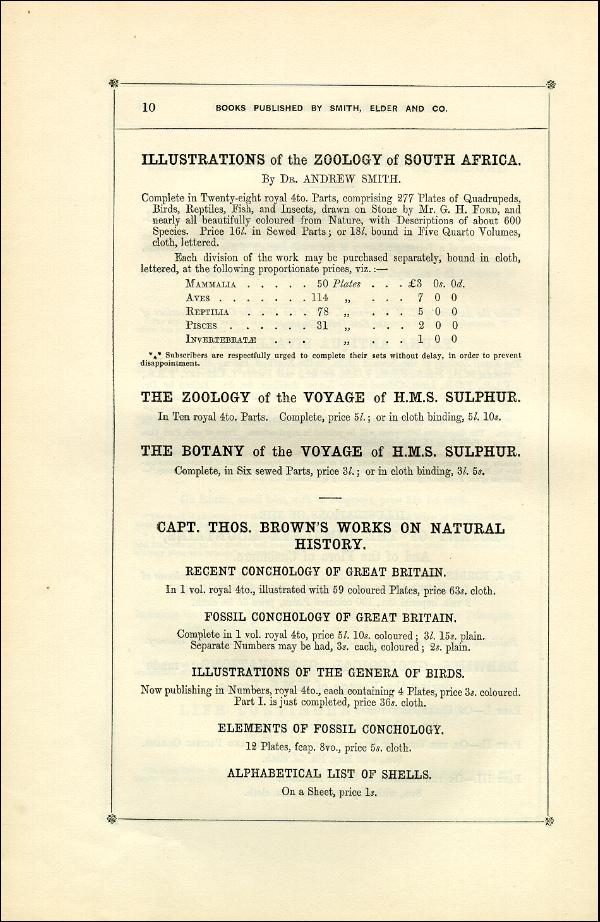 10 BOOKS PUBLISHED BY SMITH, ELDER AND CO.
ILLUSTRATIONS of the ZOOLOGY of SOUTH AFRICA.
By Dr. ANDREW SMITH.
Complete in Twenty-eight royal 4to. Parts, comprising 277 Plates of Quadrupeds,
Birds, Reptiles, Fish, and Insects, drawn on Stone by Mr. G. H. Ford, and
nearly all beautifully coloured from Nature, with Descriptions of about 600
Species. Price 16l. in Sewed Parts; or 18l. bound in Five Quarto Volumes,
cloth, lettered.
Each division of the work may be purchased separately, bound in cloth,
lettered, at the following proportionate prices, viz.:—
Mammalia . . . . . 50 Plates . . . £3 0s. 0d.
Aves . . . . . . . 114 „ . . . 7 0 0
Reptilia . . . . . 78 „ . . . 5 0 0
Pisces . . . . . . 31 „ . . . 2 0 0
Invertebratæ . . . „ . . . 1 0 0
*⁎* Subscribers are respectfully urged to complete their sets without delay, in order to prevent
disappointment.
THE ZOOLOGY of the VOYAGE of H.M.S. SULPHUR.
In Ten royal 4to. Parts. Complete, price 5l.; or in cloth binding, 5l. 10s.
THE BOTANY of the VOYAGE of H.M.S. SULPHUR.
Complete, in Six sewed Parts, price 3l.; or in cloth binding, 3l. 5s.
CAPT. THOS. BROWN'S WORKS ON NATURAL
HISTORY.
RECENT CONCHOLOGY OF GREAT BRITAIN.
In 1 vol. royal 4to., illustrated with 59 coloured Plates, price 63s. cloth.
FOSSIL CONCHOLOGY OF GREAT BRITAIN.
Complete in 1 vol. royal 4to, price 5l. 10s. coloured; 3l. 15s. plain.
Separate Numbers may be had, 3s. each, coloured; 2s. plain.
ILLUSTRATIONS OF THE GENERA OF BIRDS.
Now publishing in Numbers, royal 4to., each containing 4 Plates, price 3s. coloured.
Part I. is just completed, price 36s. cloth.
ELEMENTS OF FOSSIL CONCHOLOGY.
12 Plates, fcap. 8vo., price 5s. cloth.
ALPHABETICAL LIST OF SHELLS.
On a Sheet, price 1s.